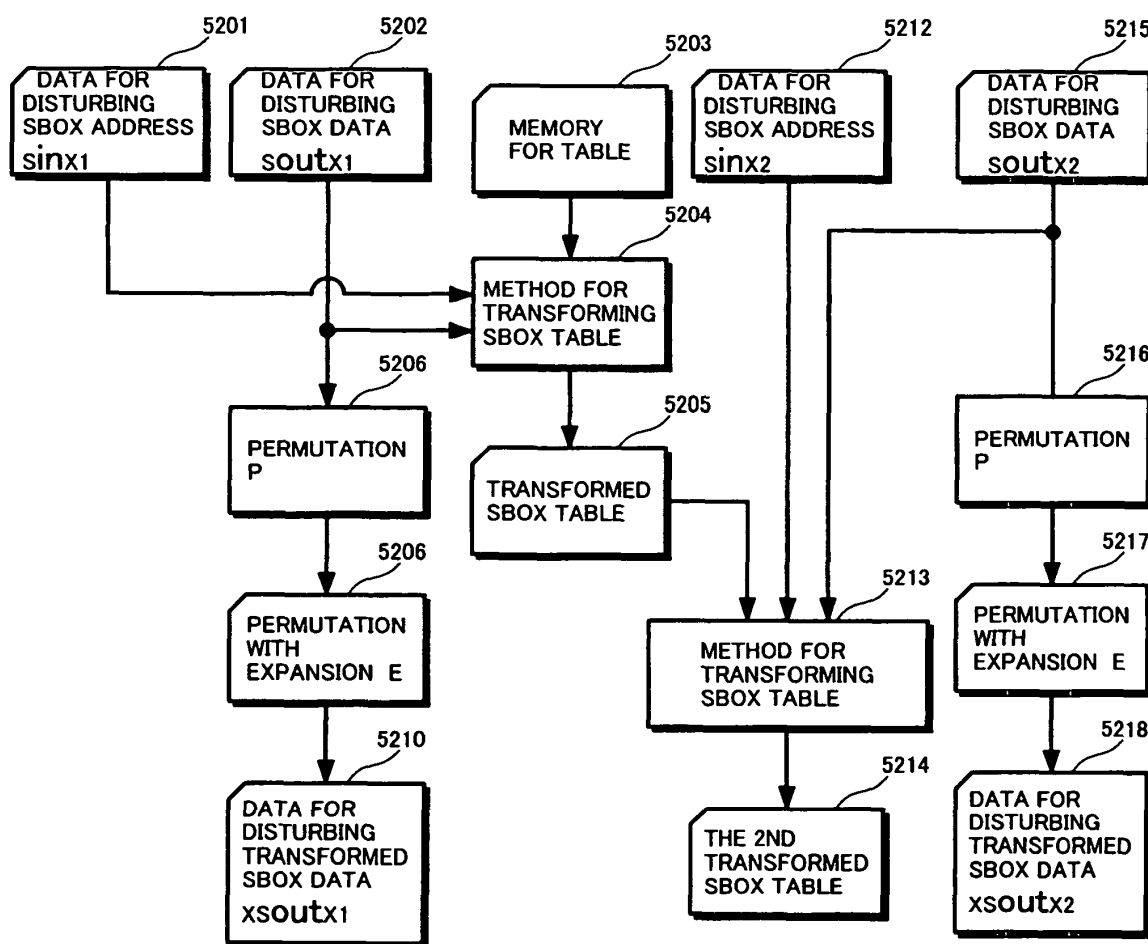 5201
DATA FOR
DISTURBING
SBOX ADDRESS
sinx1
5202
DATA FOR
DISTURBING
SBOX DATA
soutx1
5203
MEMORY
FOR TABLE
5212
DATA FOR
DISTURBING
SBOX ADDRESS
sinx2
5215
DATA FOR
DISTURBING
SBOX DATA
soutx2
5204
METHOD FOR
TRANSFORMING
SBOX TABLE
5206
PERMUTATION
P
5205
TRANSFORMED
SBOX TABLE
5216
PERMUTATION
P
5206
PERMUTATION
WITH
EXPANSION E
5213
METHOD FOR
TRANSFORMING
SBOX TABLE
5217
PERMUTATION
WITH
EXPANSION E
5210
DATA FOR
DISTURBING
TRANSFORMED
SBOX DATA
xsoutx1
5214
THE 2ND
TRANSFORMED
SBOX TABLE
5218
DATA FOR
DISTURBING
TRANSFORMED
SBOX DATA
xsoutx2